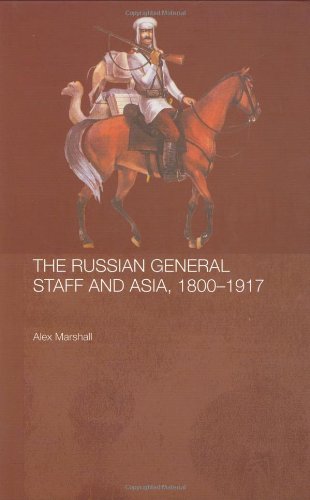 THE RUSSIAN GENERAL
STAFF AND ASIA, 1800–1917
Alex Marshall